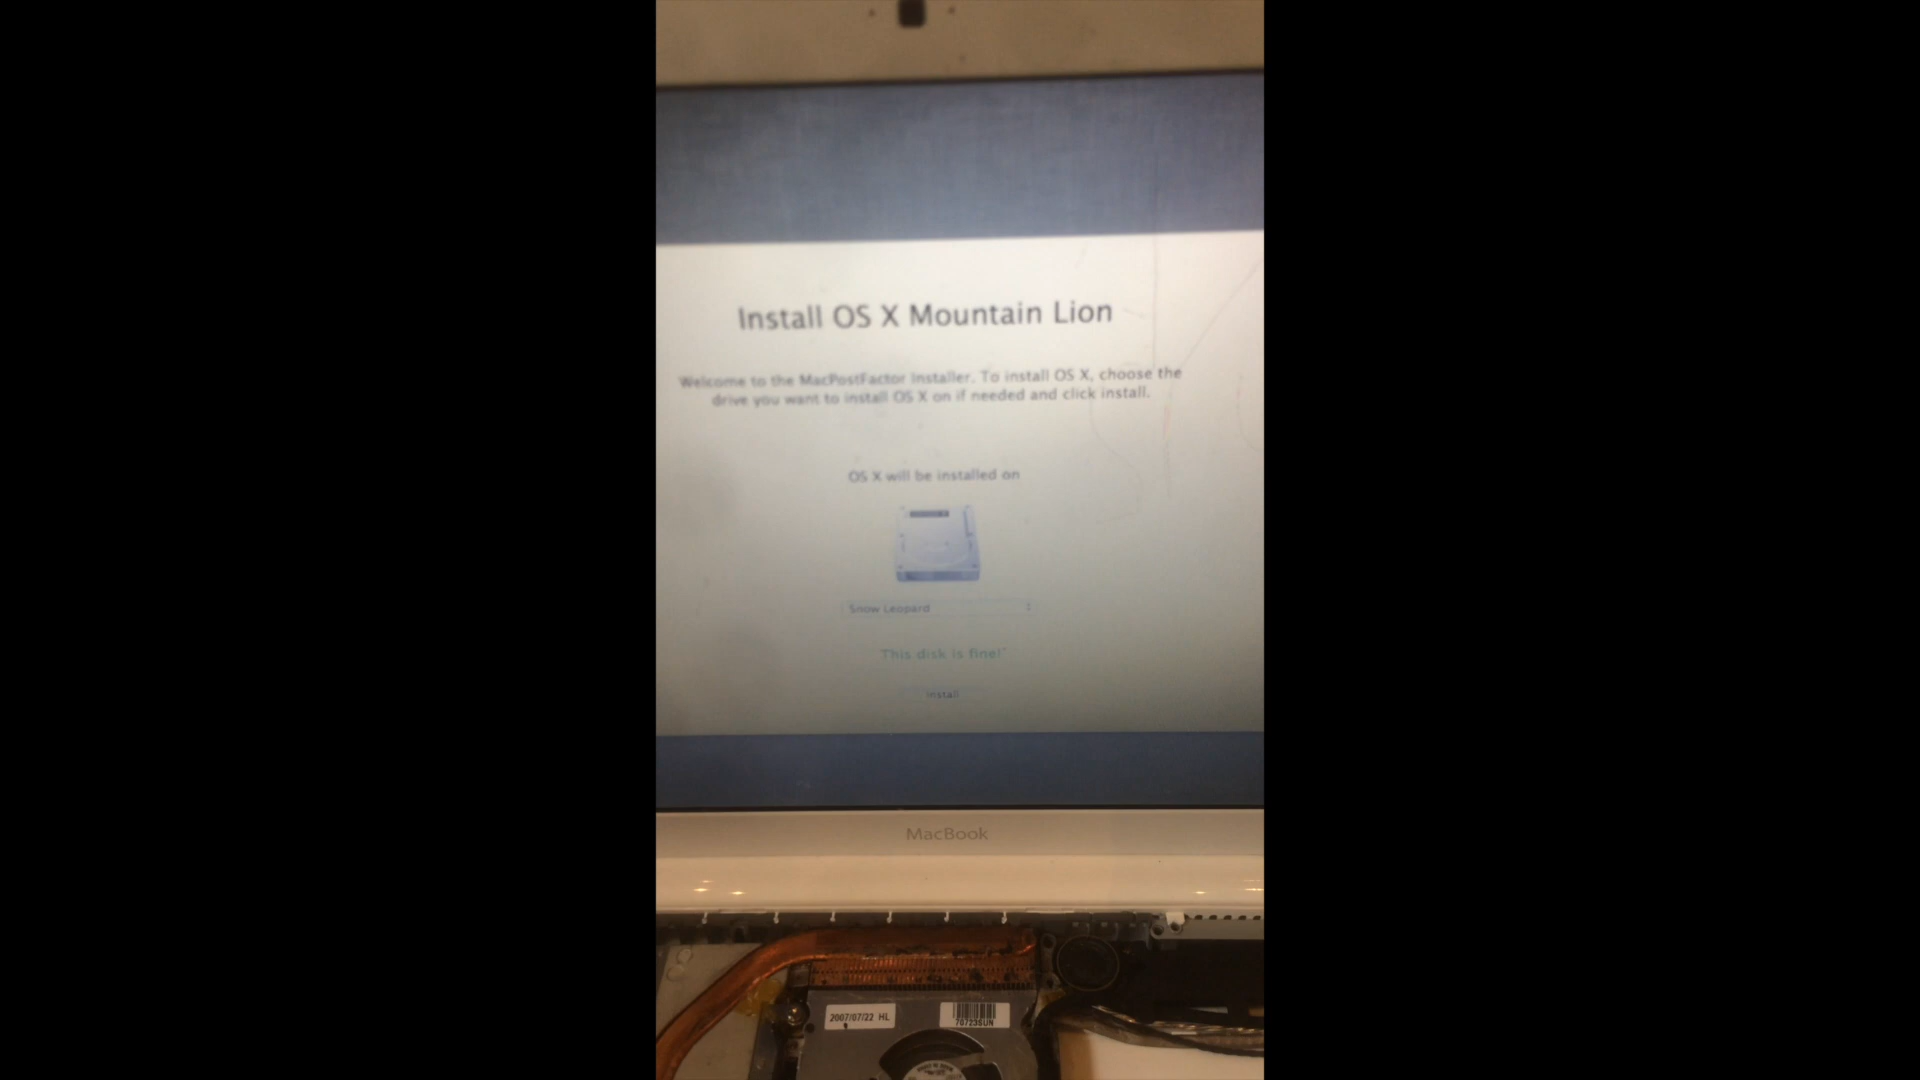 Install OS X Mountain Lion
Welcome to the MacPostFactor Installer. To install OS X, choose the
drive you want to install OS X on if needed and click install.
OS X will be installed on
Snow Leopard
This disk is fine!
Install
MacBook
2007/07/22 HL
70723SUN